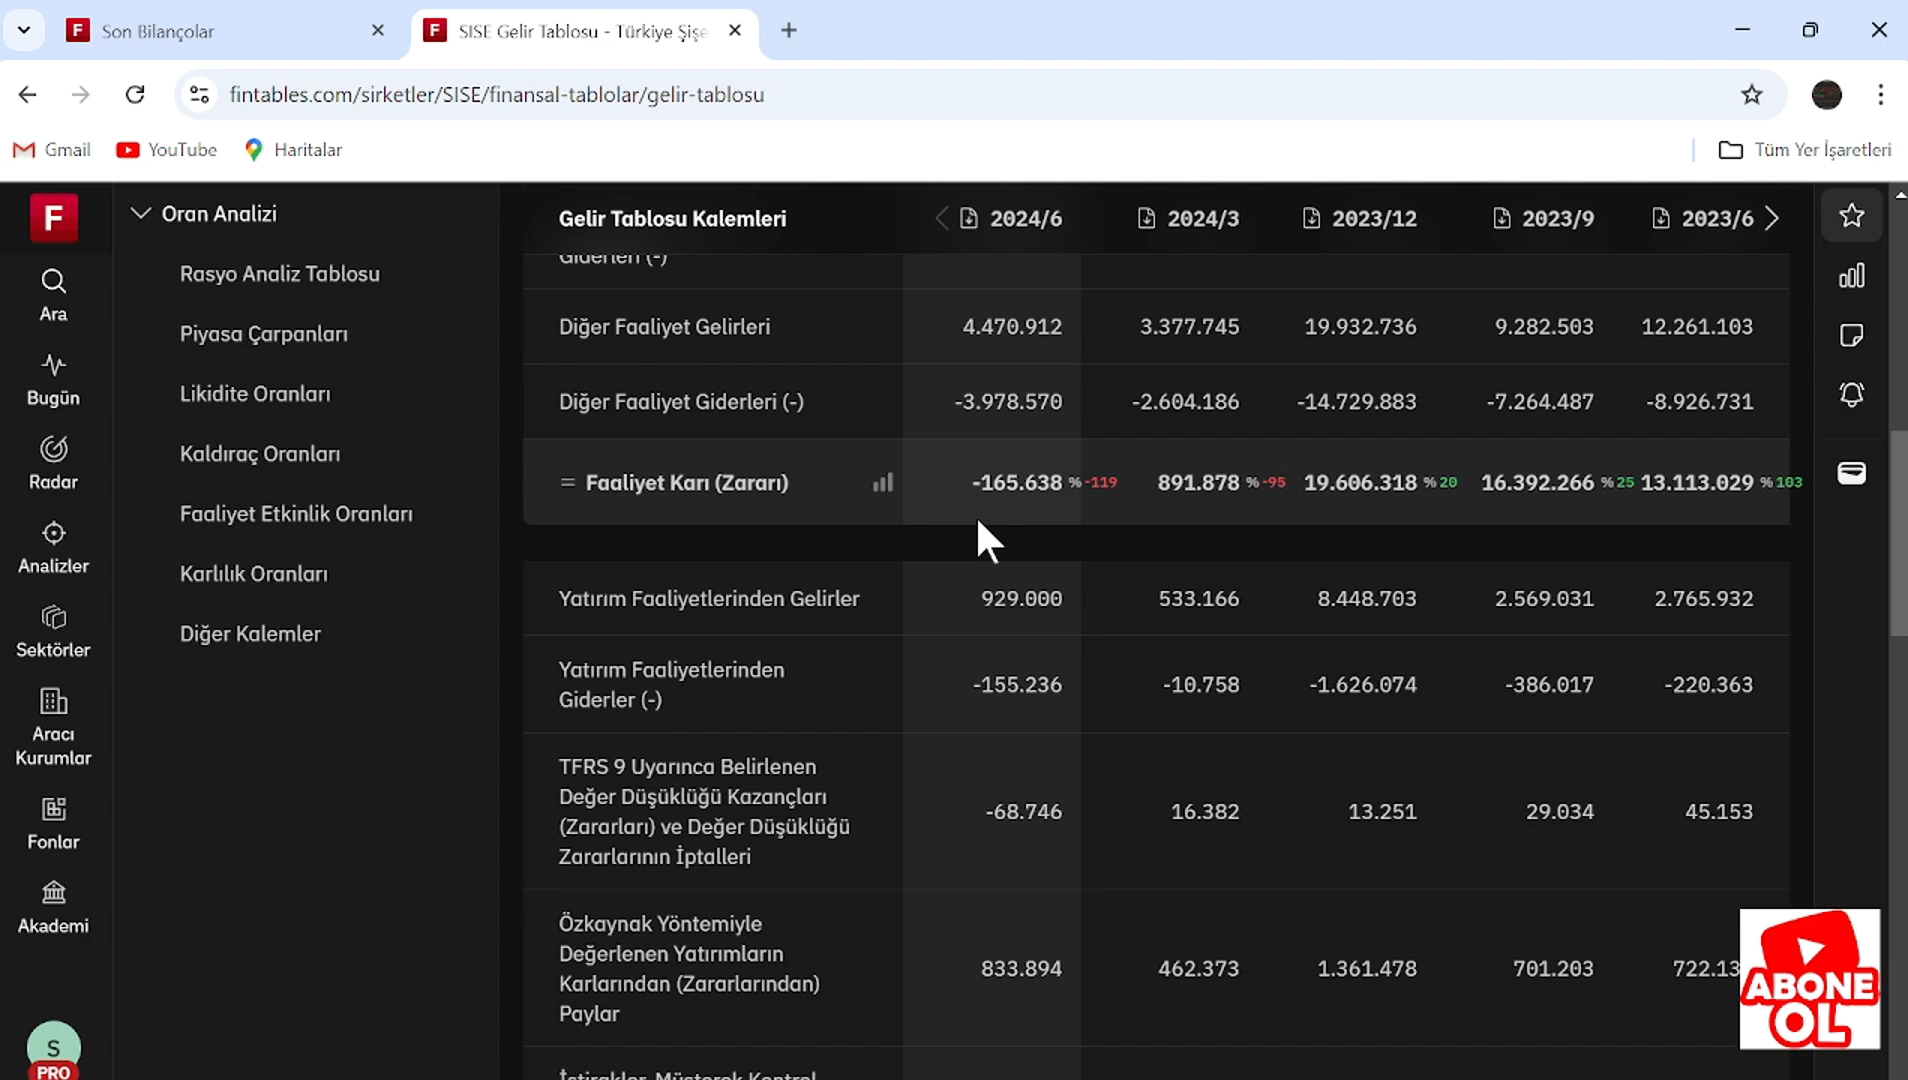 Son Bilançolar
SISE Gelir Tablosu - Türkiye Şişe
fintables.com/sirketler/SISE/finansal-tablolar/gelir-tablosu
Gmail YouTube Haritalar Tüm Yer İşaretleri
F
Ara
Bugün
Radar
Analizler
Sektörler
Aracı
Kurumlar
Fonlar
Akademi
S
PRO
Oran Analizi
Rasyo Analiz Tablosu
Piyasa Çarpanları
Likidite Oranları
Kaldıraç Oranları
Faaliyet Etkinlik Oranları
Karlılık Oranları
Diğer Kalemler
Gelir Tablosu Kalemleri 2024/6 2024/3 2023/12 2023/9 2023/6
Giderleri (-)
Diğer Faaliyet Gelirleri 4.470.912 3.377.745 19.932.736 9.282.503 12.261.103
Diğer Faaliyet Giderleri (-) -3.978.570 -2.604.186 -14.729.883 -7.264.487 -8.926.731
= Faaliyet Karı (Zararı) -165.638 %-119 891.878 %-95 19.606.318 %20 16.392.266 %25 13.113.029 %103
Yatırım Faaliyetlerinden Gelirler 929.000 533.166 8.448.703 2.569.031 2.765.932
Yatırım Faaliyetlerinden
Giderler (-) -155.236 -10.758 -1.626.074 -386.017 -220.363
TFRS 9 Uyarınca Belirlenen
Değer Düşüklüğü Kazançları
(Zararları) ve Değer Düşüklüğü
Zararlarının İptalleri -68.746 16.382 13.251 29.034 45.153
Özkaynak Yöntemiyle
Değerlenen Yatırımların
Karlarından (Zararlarından)
Paylar 833.894 462.373 1.361.478 701.203 722.13
İştirakler, Müşterek Kontrol
ABONE
OL